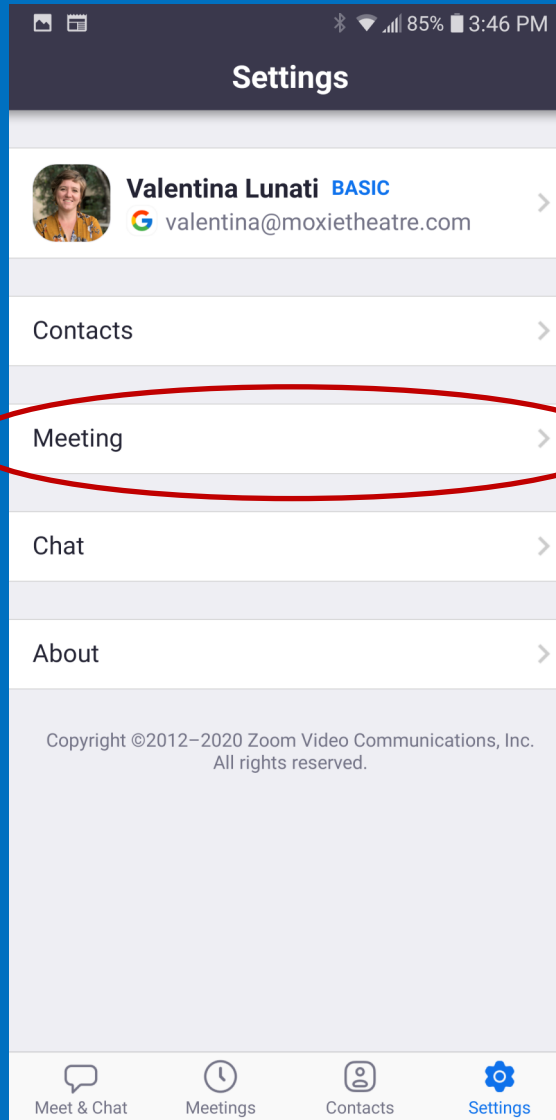 85% 3:46 PM
Settings
Valentina Lunati BASIC
G valentina@moxietheatre.com
Contacts
Meeting
Chat
About
Copyright ©2012–2020 Zoom Video Communications, Inc.
All rights reserved.
Meet & Chat Meetings Contacts Settings